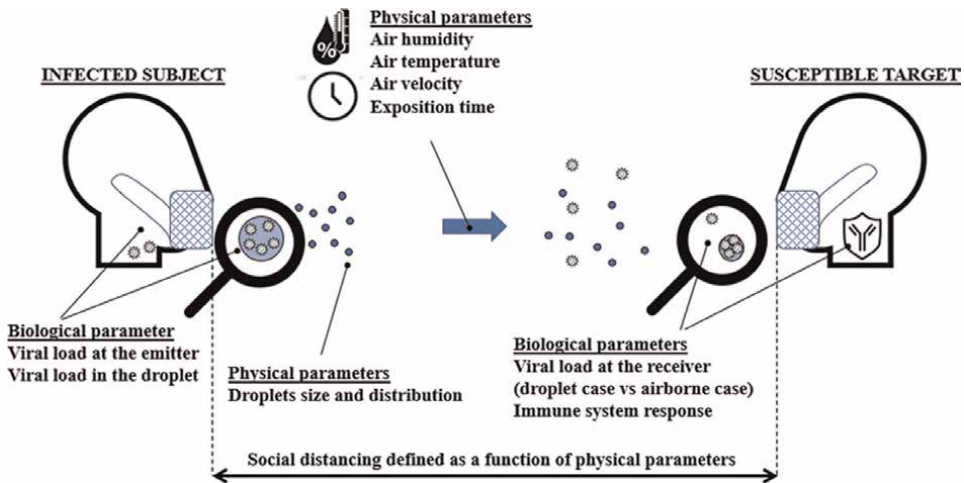 Physical parameters
Air humidity
Air temperature
Air velocity
Exposition time
%
INFECTED SUBJECT
SUSCEPTIBLE TARGET
Biological parameter
Viral load at the emitter
Viral load in the droplet
Physical parameters
Droplets size and distribution
Biological parameters
Viral load at the receiver
(droplet case vs airborne case)
Immune system response
Social distancing defined as a function of physical parameters